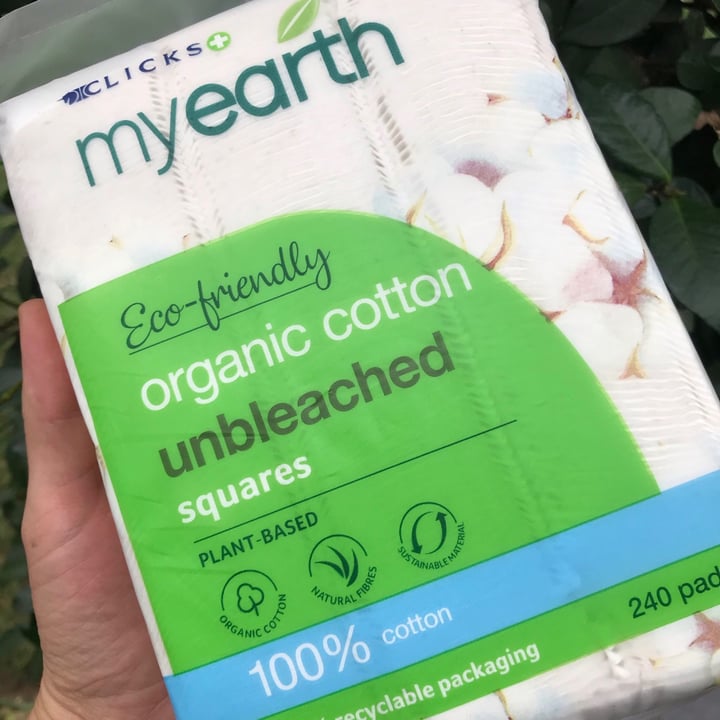 CLICKS
myearth
Eco-friendly
organic cotton
unbleached
squares
PLANT-BASED
ORGANIC COTTON
NATURAL FIBRES
SUSTAINABLE MATERIAL
100% cotton
240 pad
recyclable packaging